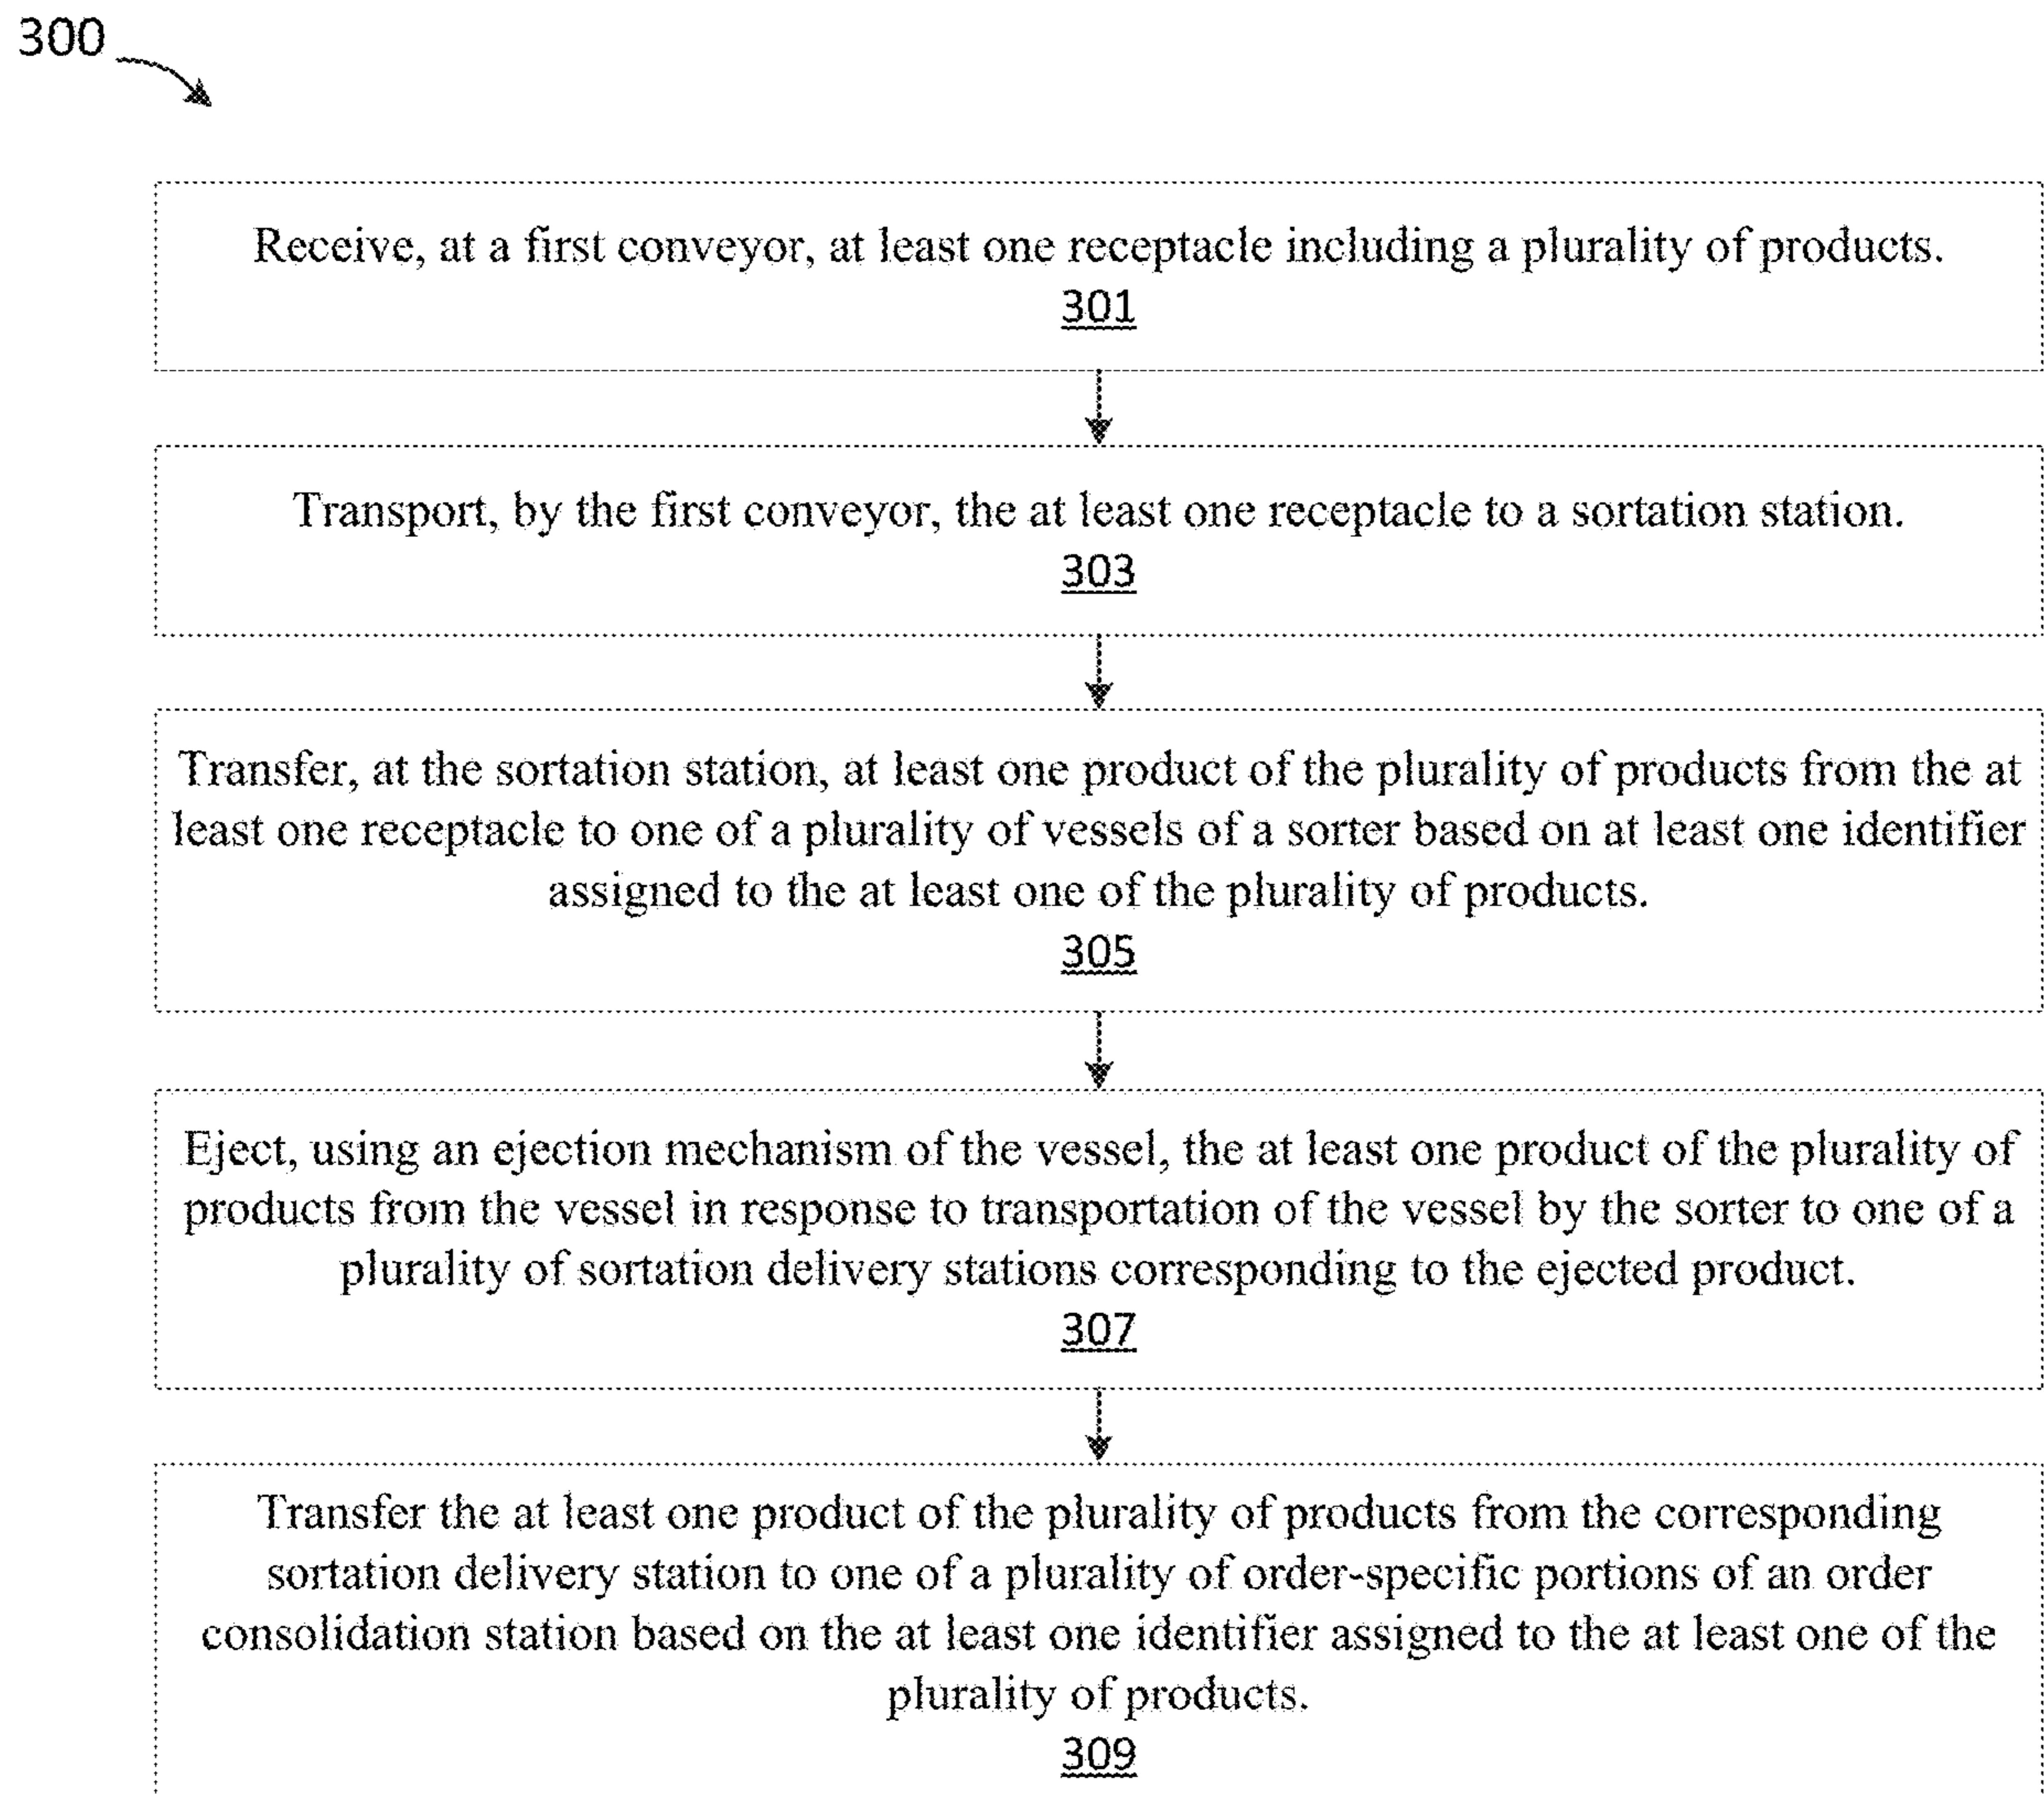 300
Receive, at a first conveyor, at least one receptacle including a plurality of products.
301
Transport, by the first conveyor, the at least one receptacle to a sortation station.
303
Transfer, at the sortation station, at least one product of the plurality of products from the at
least one receptacle to one of a plurality of vessels of a sorter based on at least one identifier
assigned to the at least one of the plurality of products.
305
Eject, using an ejection mechanism of the vessel, the at least one product of the plurality of
products from the vessel in response to transportation of the vessel by the sorter to one of a
plurality of sortation delivery stations corresponding to the ejected product.
307
Transfer the at least one product of the plurality of products from the corresponding
sortation delivery station to one of a plurality of order-specific portions of an order
consolidation station based on the at least one identifier assigned to the at least one of the
plurality of products.
309